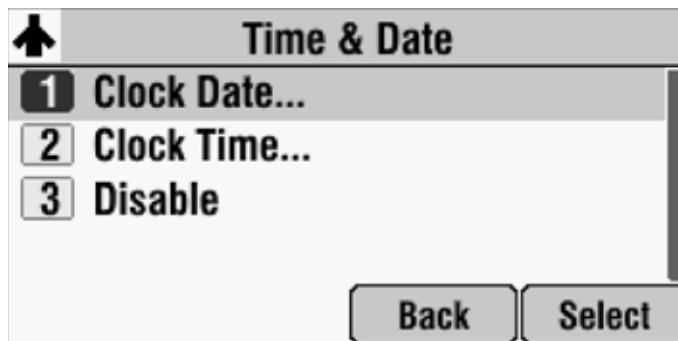 Time & Date
1 Clock Date...
2 Clock Time...
3 Disable
Back Select